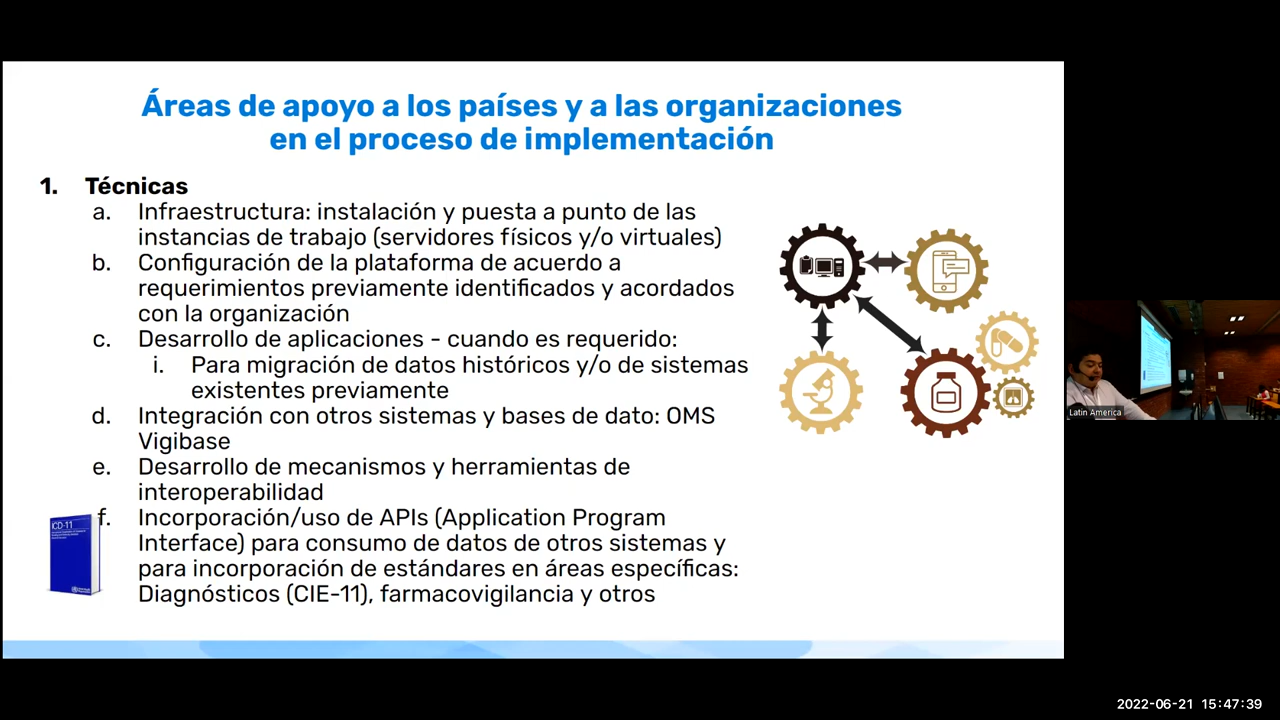 Áreas de apoyo a los países y a las organizaciones
en el proceso de implementación
1. Técnicas
a. Infraestructura: instalación y puesta a punto de las
instancias de trabajo (servidores físicos y/o virtuales)
b. Configuración de la plataforma de acuerdo a
requerimientos previamente identificados y acordados
con la organización
c. Desarrollo de aplicaciones - cuando es requerido:
i. Para migración de datos históricos y/o de sistemas
existentes previamente
d. Integración con otros sistemas y bases de dato: OMS
Vigibase
e. Desarrollo de mecanismos y herramientas de
interoperabilidad
f. Incorporación/uso de APIs (Application Program
Interface) para consumo de datos de otros sistemas y
para incorporación de estándares en áreas específicas:
Diagnósticos (CIE-11), farmacovigilancia y otros
ICD-11
Latin America
2022-06-21 15:47:39